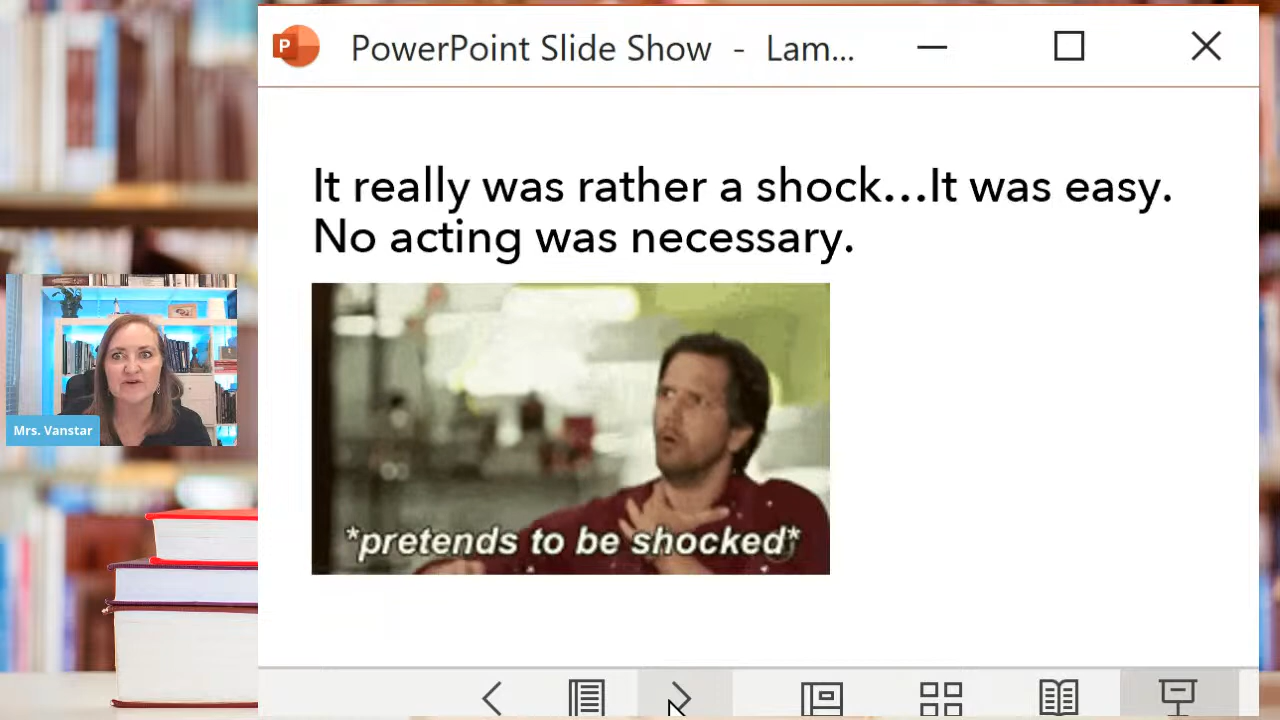 P PowerPoint Slide Show - Lam...
It really was rather a shock...It was easy.
No acting was necessary.
*pretends to be shocked*
Mrs. Vanstar